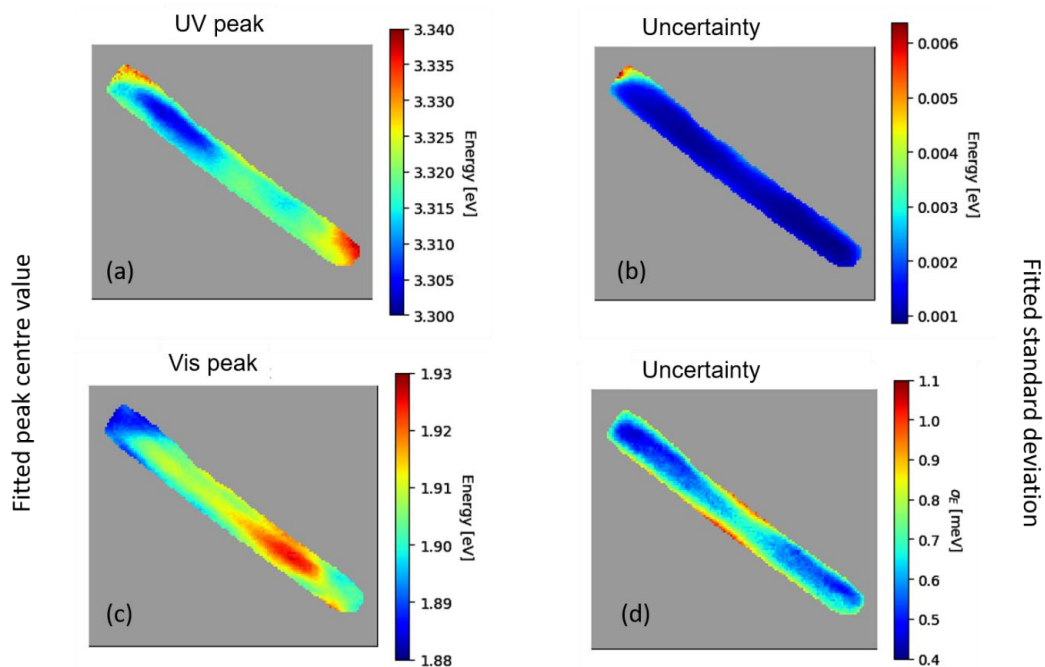 UV peak
3.340
3.335
3.330
3.325
3.320
3.315
3.310
3.305
3.300
Energy [eV]
(a)
Uncertainty
0.006
0.005
0.004
0.003
0.002
0.001
Energy [eV]
(b)
Fitted peak centre value
Fitted standard deviation
Vis peak
1.93
1.92
1.91
1.90
1.89
1.88
Energy [eV]
(c)
Uncertainty
1.1
1.0
0.9
0.8
0.7
0.6
0.5
0.4
σE [meV]
(d)